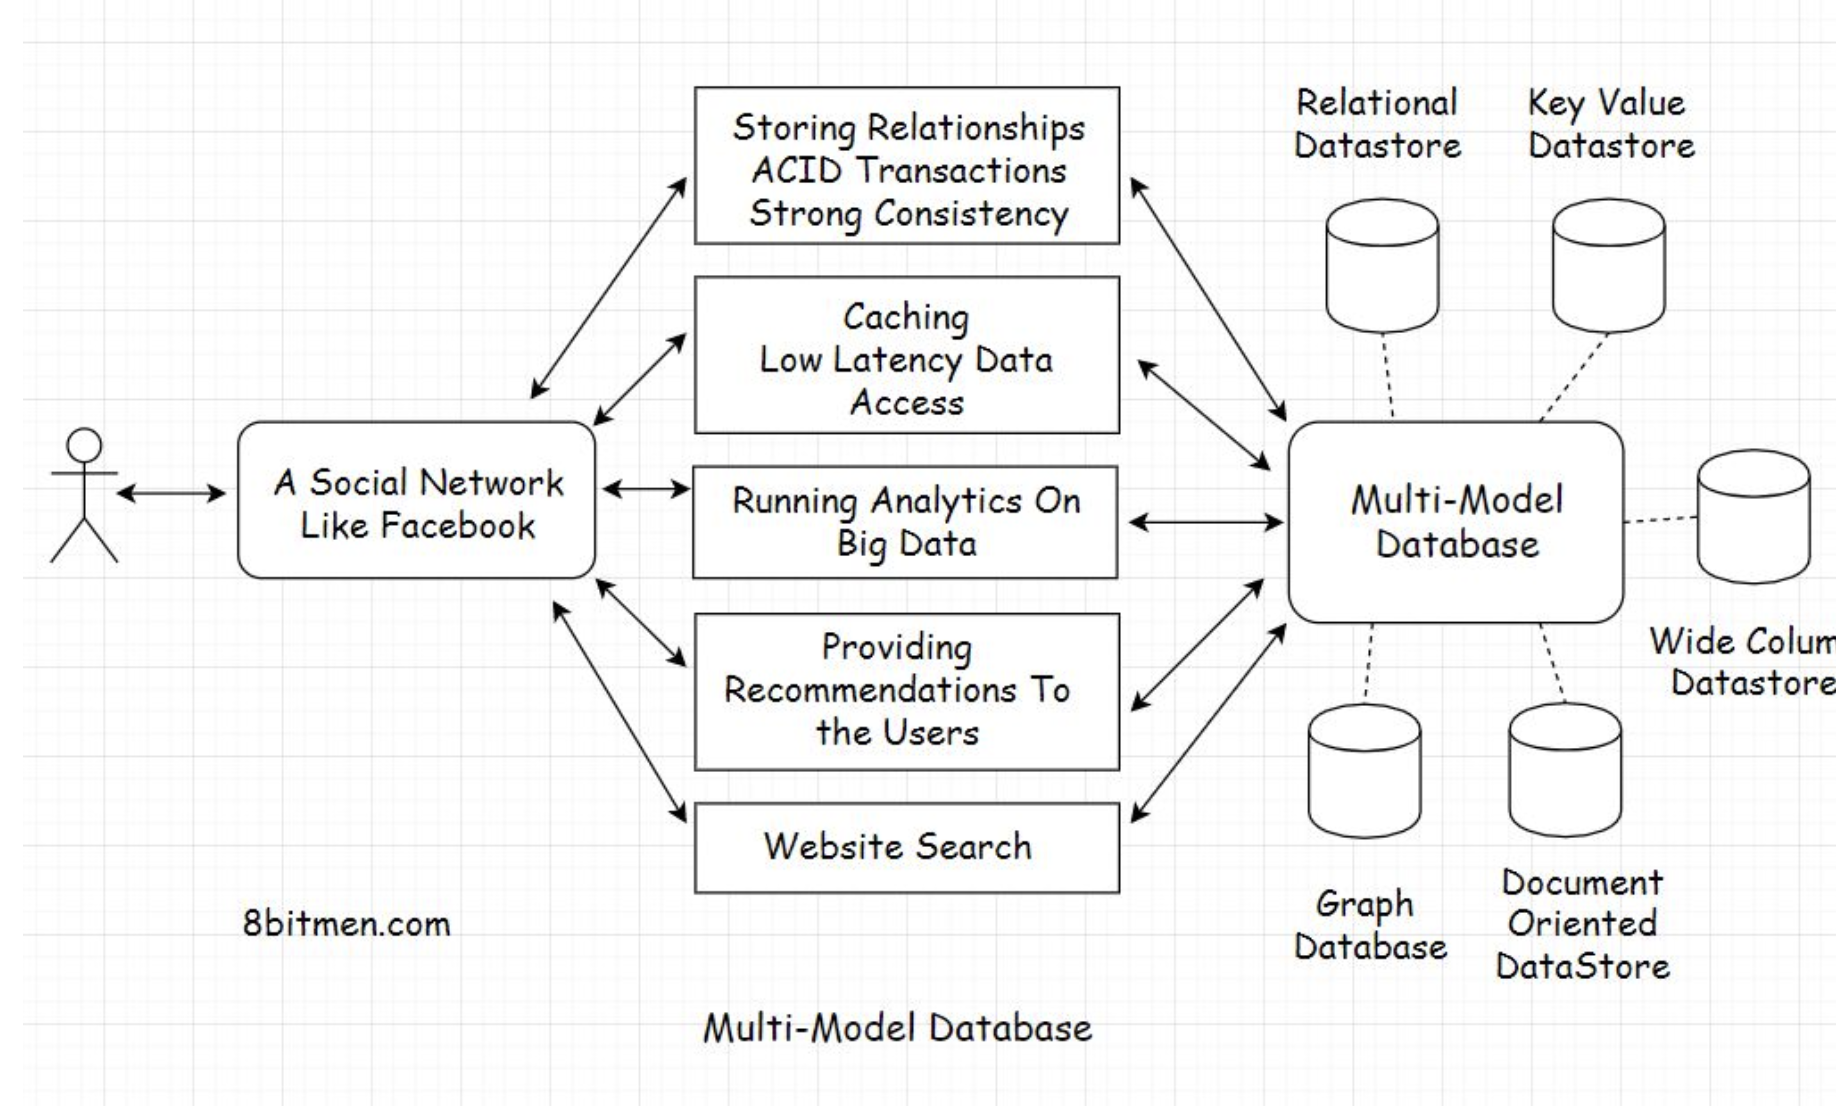 Storing Relationships
ACID Transactions
Strong Consistency
Caching
Low Latency Data
Access
Running Analytics On
Big Data
Providing
Recommendations To
the Users
Website Search
A Social Network
Like Facebook
Relational
Datastore
Key Value
Datastore
Multi-Model
Database
Wide Colum
Datastore
Graph
Database
Document
Oriented
DataStore
8bitmen.com
Multi-Model Database